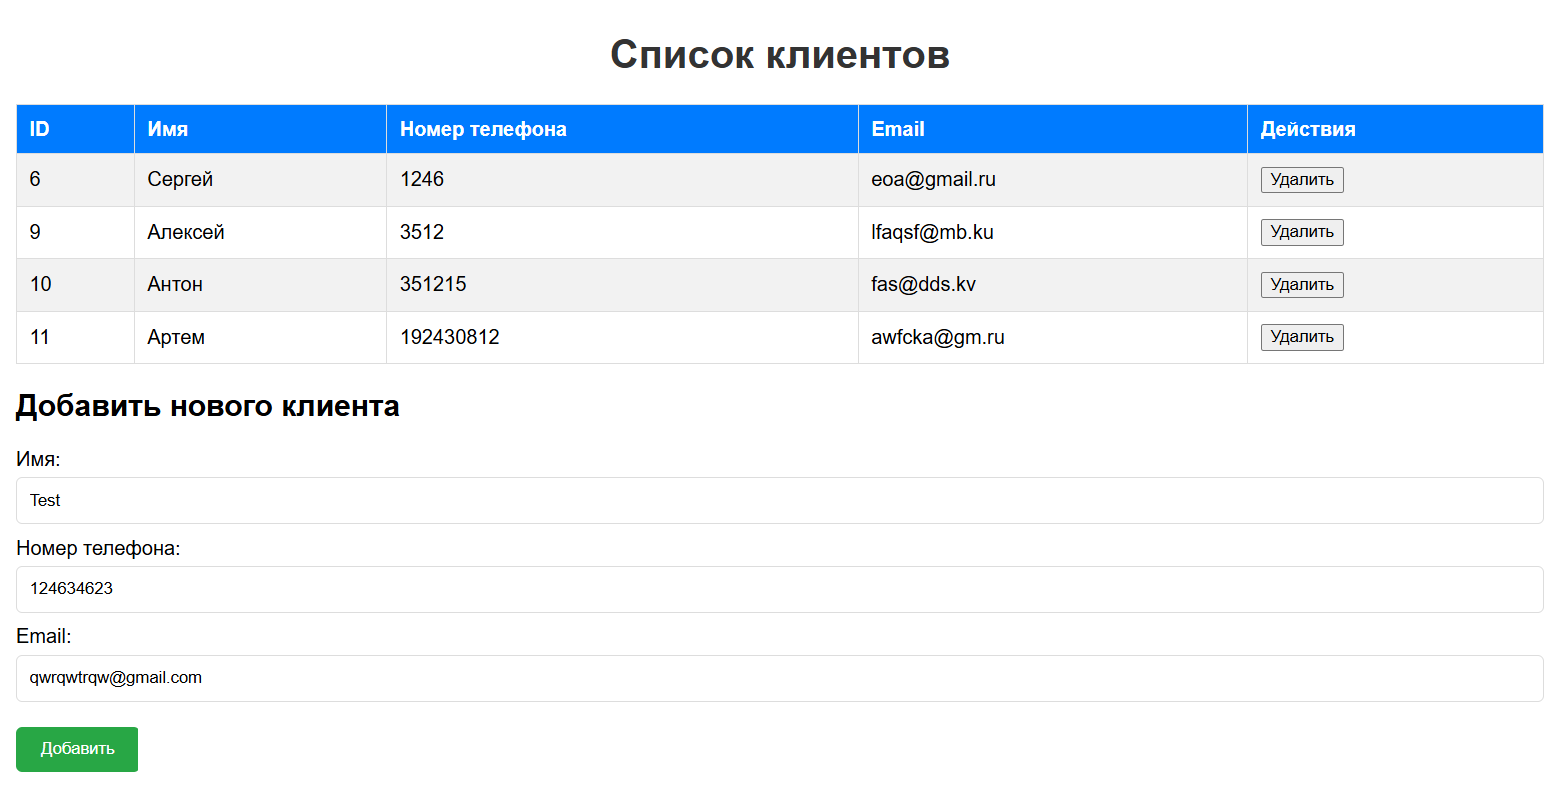 Список клиентов
ID Имя Номер телефона Email Действия
6 Сергей 1246 eoa@gmail.ru Удалить
9 Алексей 3512 lfaqsf@mb.ku Удалить
10 Антон 351215 fas@dds.kv Удалить
11 Артем 192430812 awfcka@gm.ru Удалить
Добавить нового клиента
Имя:
Test
Номер телефона:
124634623
Email:
qwrqwtrqw@gmail.com
Добавить